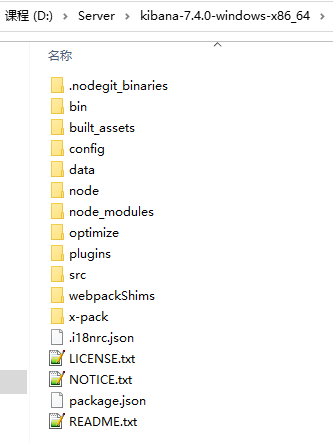 课程 (D:) > Server > kibana-7.4.0-windows-x86_64 >
名称
.nodegit_binaries
bin
built_assets
config
data
node
node_modules
optimize
plugins
src
webpackShims
x-pack
.i18nrc.json
LICENSE.txt
NOTICE.txt
package.json
README.txt